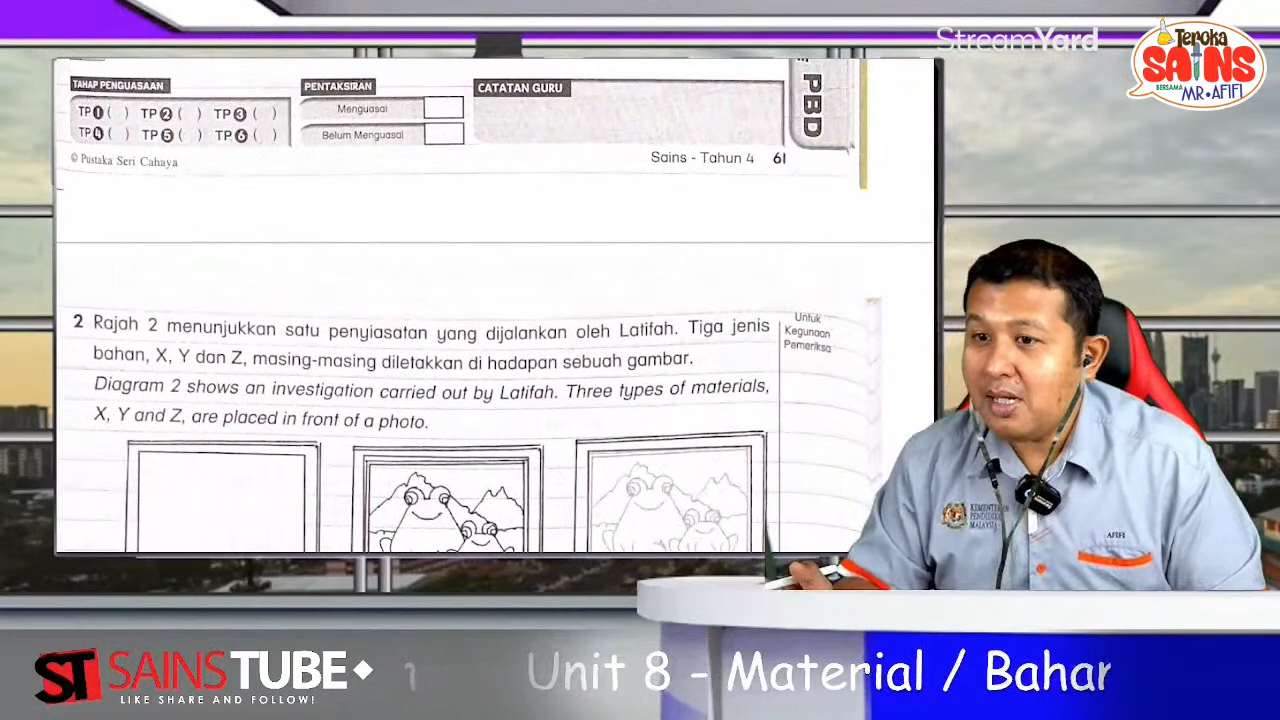 StreamYard
Teroka
SAINS
BERSAMA
MR•AFIFI
TAHAP PENGUASAAN
PENTAKSIRAN
CATATAN GURU
TP1( ) TP2( ) TP3( )
TP4( ) TP5( ) TP6( )
Menguasai
Belum Menguasai
PBD
© Pustaka Seri Cahaya
Sains - Tahun 4 61
2 Rajah 2 menunjukkan satu penyiasatan yang dijalankan oleh Latifah. Tiga jenis
bahan, X, Y dan Z, masing-masing diletakkan di hadapan sebuah gambar.
Diagram 2 shows an investigation carried out by Latifah. Three types of materials,
X, Y and Z, are placed in front of a photo.
Untuk
Kegunaan
Pemeriksa
MALAYSIA
AFIFI
ST SAINSTUBE
LIKE SHARE AND FOLLOW!
Unit 8 - Material / Bahan